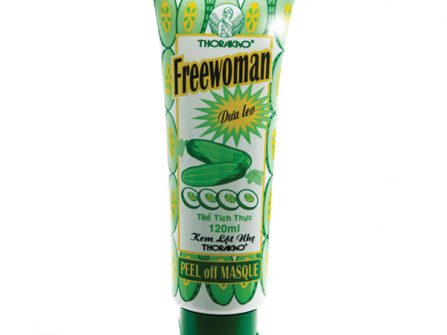 THORAKAO®
Freewoman
Dưa leo
Thể Tích Thực
120ml
Kem Lột Nhẹ
THORAKAO®
PEEL off MASQUE